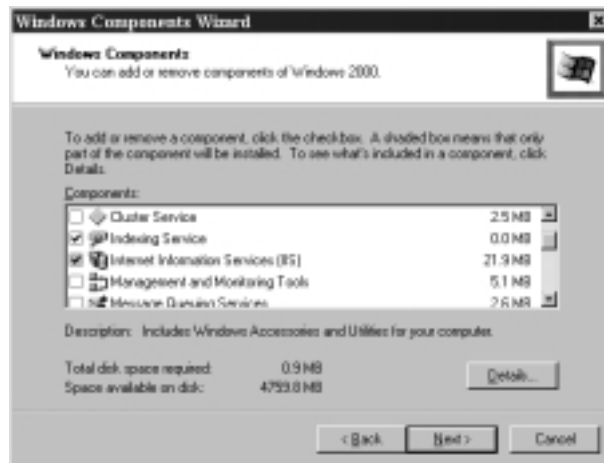 Windows Components Wizard
Windows Components
You can add or remove components of Windows 2000.
To add or remove a component, click the checkbox. A shaded box means that only
part of the component will be installed. To see what's included in a component, click
Details.
Components:
Cluster Service 2.5 MB
Indexing Service 0.0 MB
Internet Information Services (IIS) 21.9 MB
Management and Monitoring Tools 5.1 MB
Message Queuing Services 2.6 MB
Description: Includes Windows Accessories and Utilities for your computer.
Total disk space required: 0.9 MB
Space available on disk: 4759.8 MB
Details...
< Back Next > Cancel